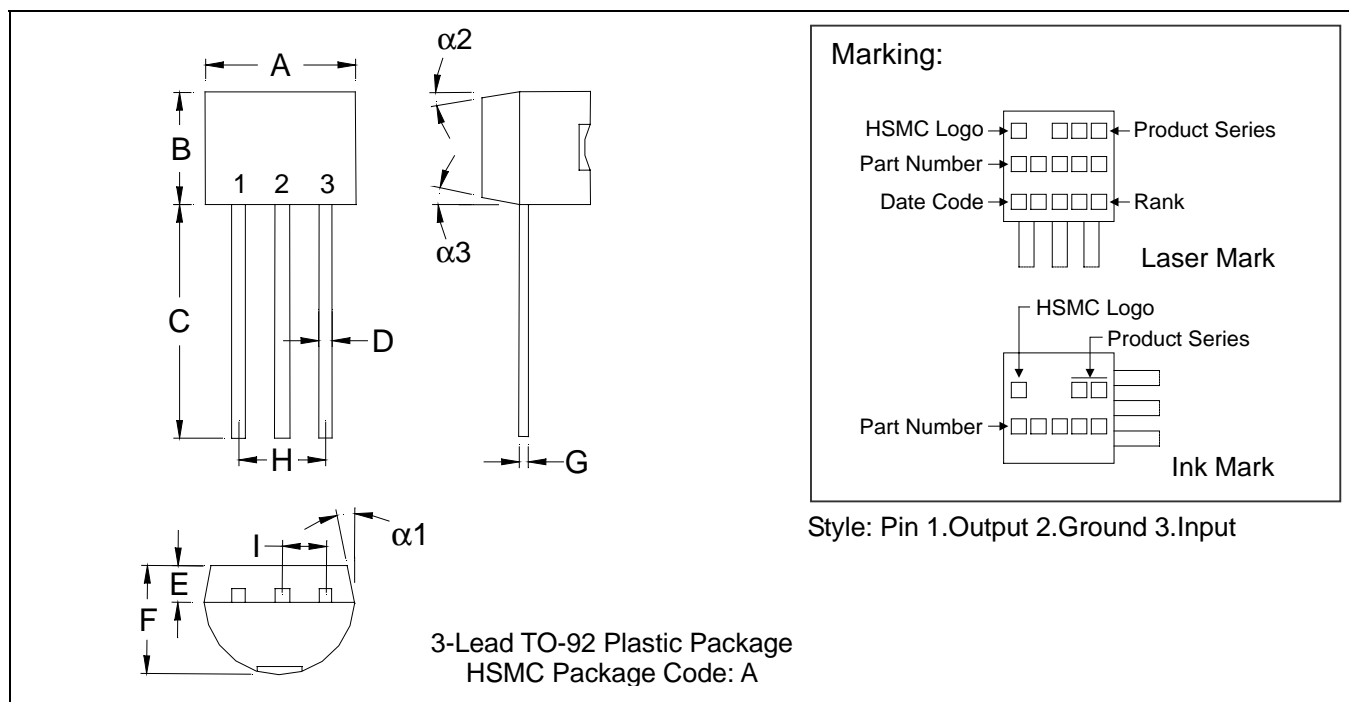 α2
A
B
1 2 3
α3
C
D
H
G
α1
I
E
F
3-Lead TO-92 Plastic Package
HSMC Package Code: A
Marking:
HSMC Logo
Product Series
Part Number
Date Code
Rank
Laser Mark
HSMC Logo
Product Series
Part Number
Ink Mark
Style: Pin 1.Output 2.Ground 3.Input